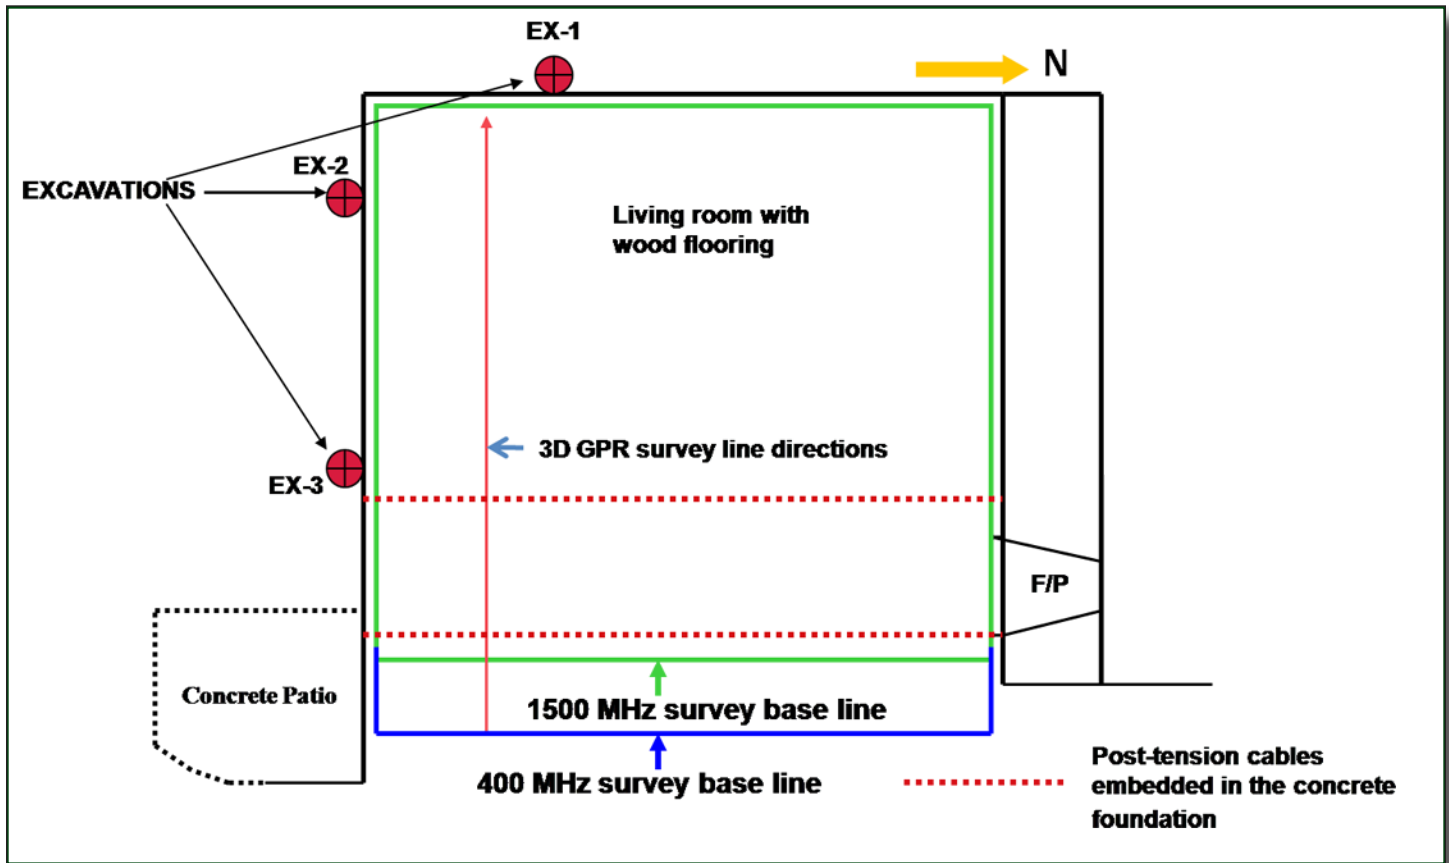 EX-1
N
EX-2
EXCAVATIONS
Living room with
wood flooring
3D GPR survey line directions
EX-3
F/P
Concrete Patio
1500 MHz survey base line
400 MHz survey base line
Post-tension cables
embedded in the concrete
foundation